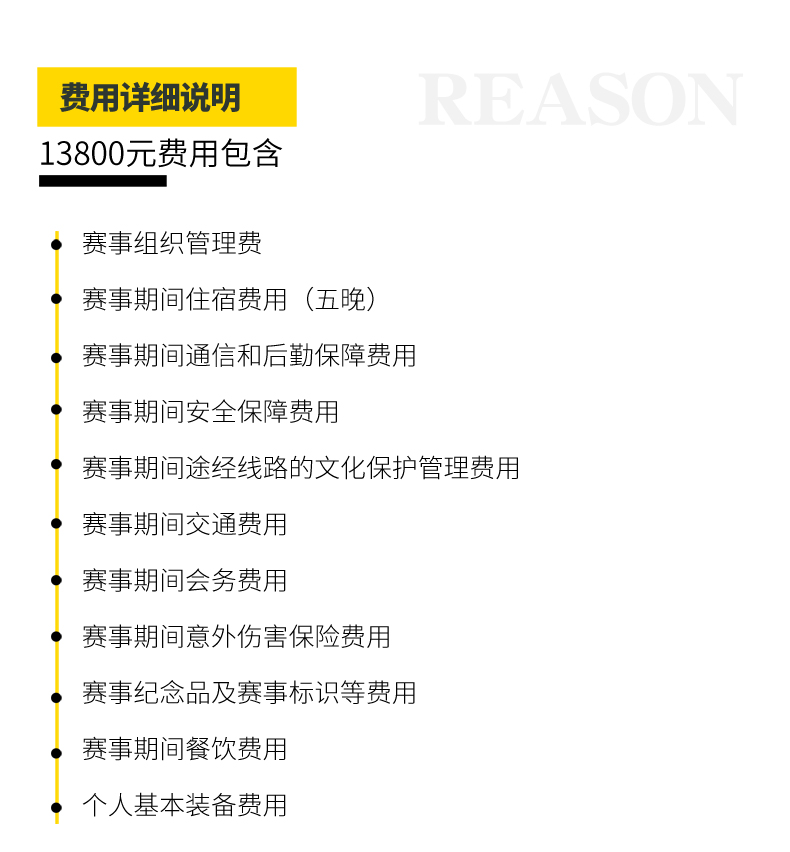 费用详细说明
REASON
13800元费用包含
赛事组织管理费
赛事期间住宿费用（五晚）
赛事期间通信和后勤保障费用
赛事期间安全保障费用
赛事期间途经线路的文化保护管理费用
赛事期间交通费用
赛事期间会务费用
赛事期间意外伤害保险费用
赛事纪念品及赛事标识等费用
赛事期间餐饮费用
个人基本装备费用